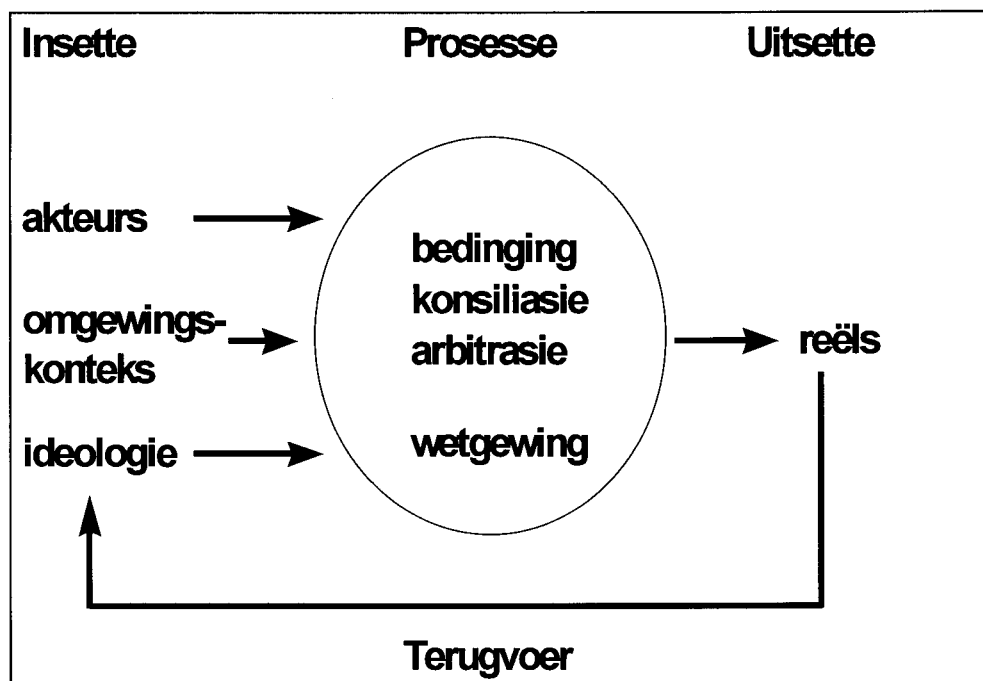 Insette
Prosesse
Uitsette
akteurs
omgewings-
konteks
ideologie
bedinging
konsiliasie
arbitrasie
wetgewing
reëls
Terugvoer